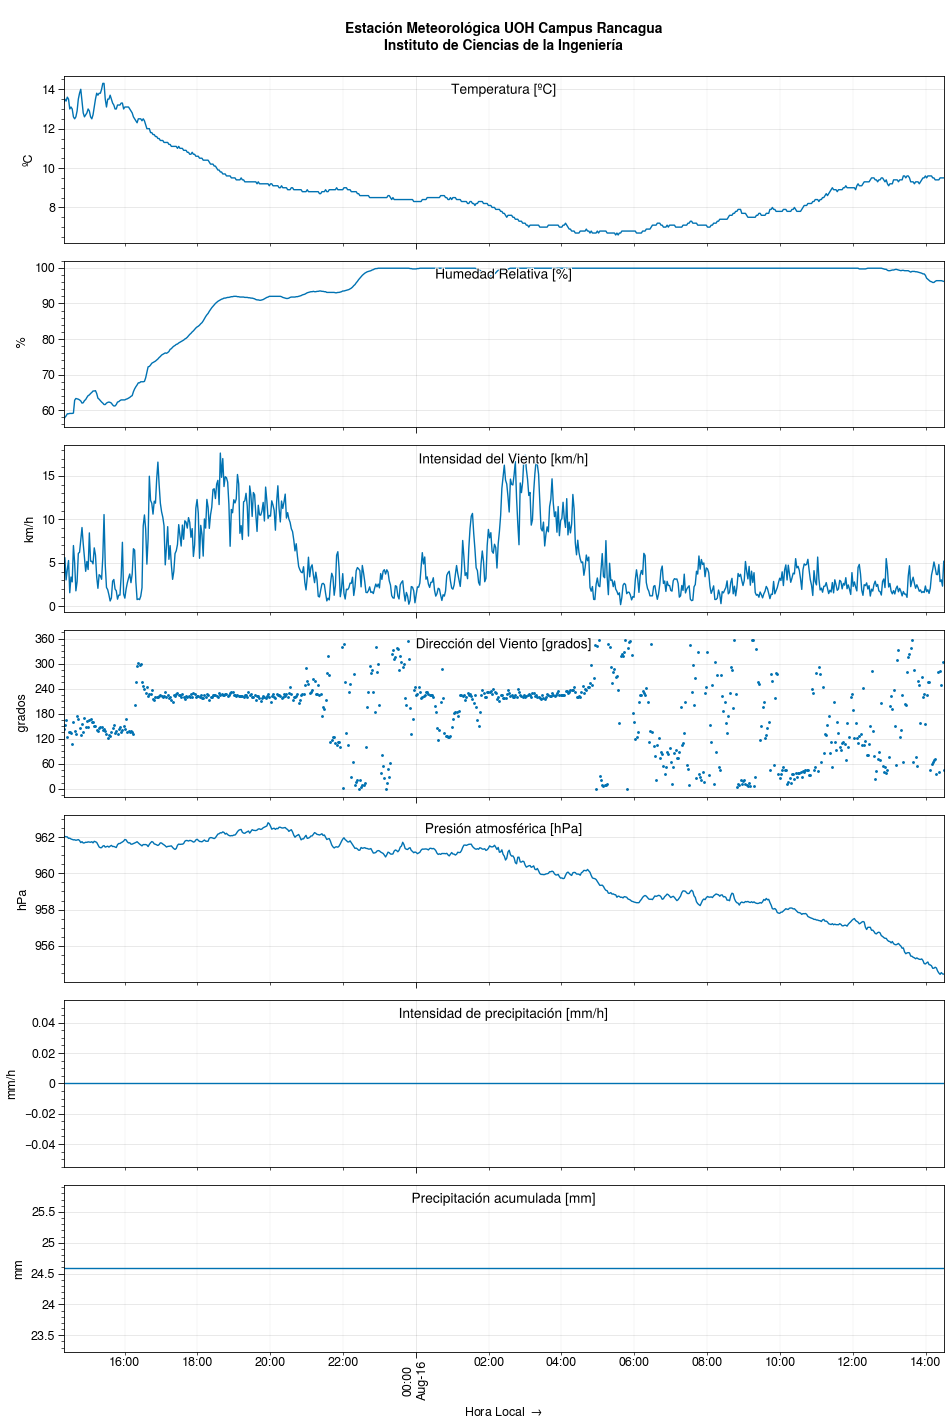 Estación Meteorológica UOH Campus Rancagua
Instituto de Ciencias de la Ingeniería
Temperatura [ºC]
ºC
14
12
10
8
Humedad Relativa [%]
%
100
90
80
70
60
Intensidad del Viento [km/h]
km/h
15
10
5
0
Dirección del Viento [grados]
grados
360
300
240
180
120
60
0
Presión atmosférica [hPa]
hPa
962
960
958
956
Intensidad de precipitación [mm/h]
mm/h
0.04
0.02
0
−0.02
−0.04
Precipitación acumulada [mm]
mm
25.5
25
24.5
24
23.5
16:00 18:00 20:00 22:00 00:00 02:00 04:00 06:00 08:00 10:00 12:00 14:00
Aug-16
Hora Local →